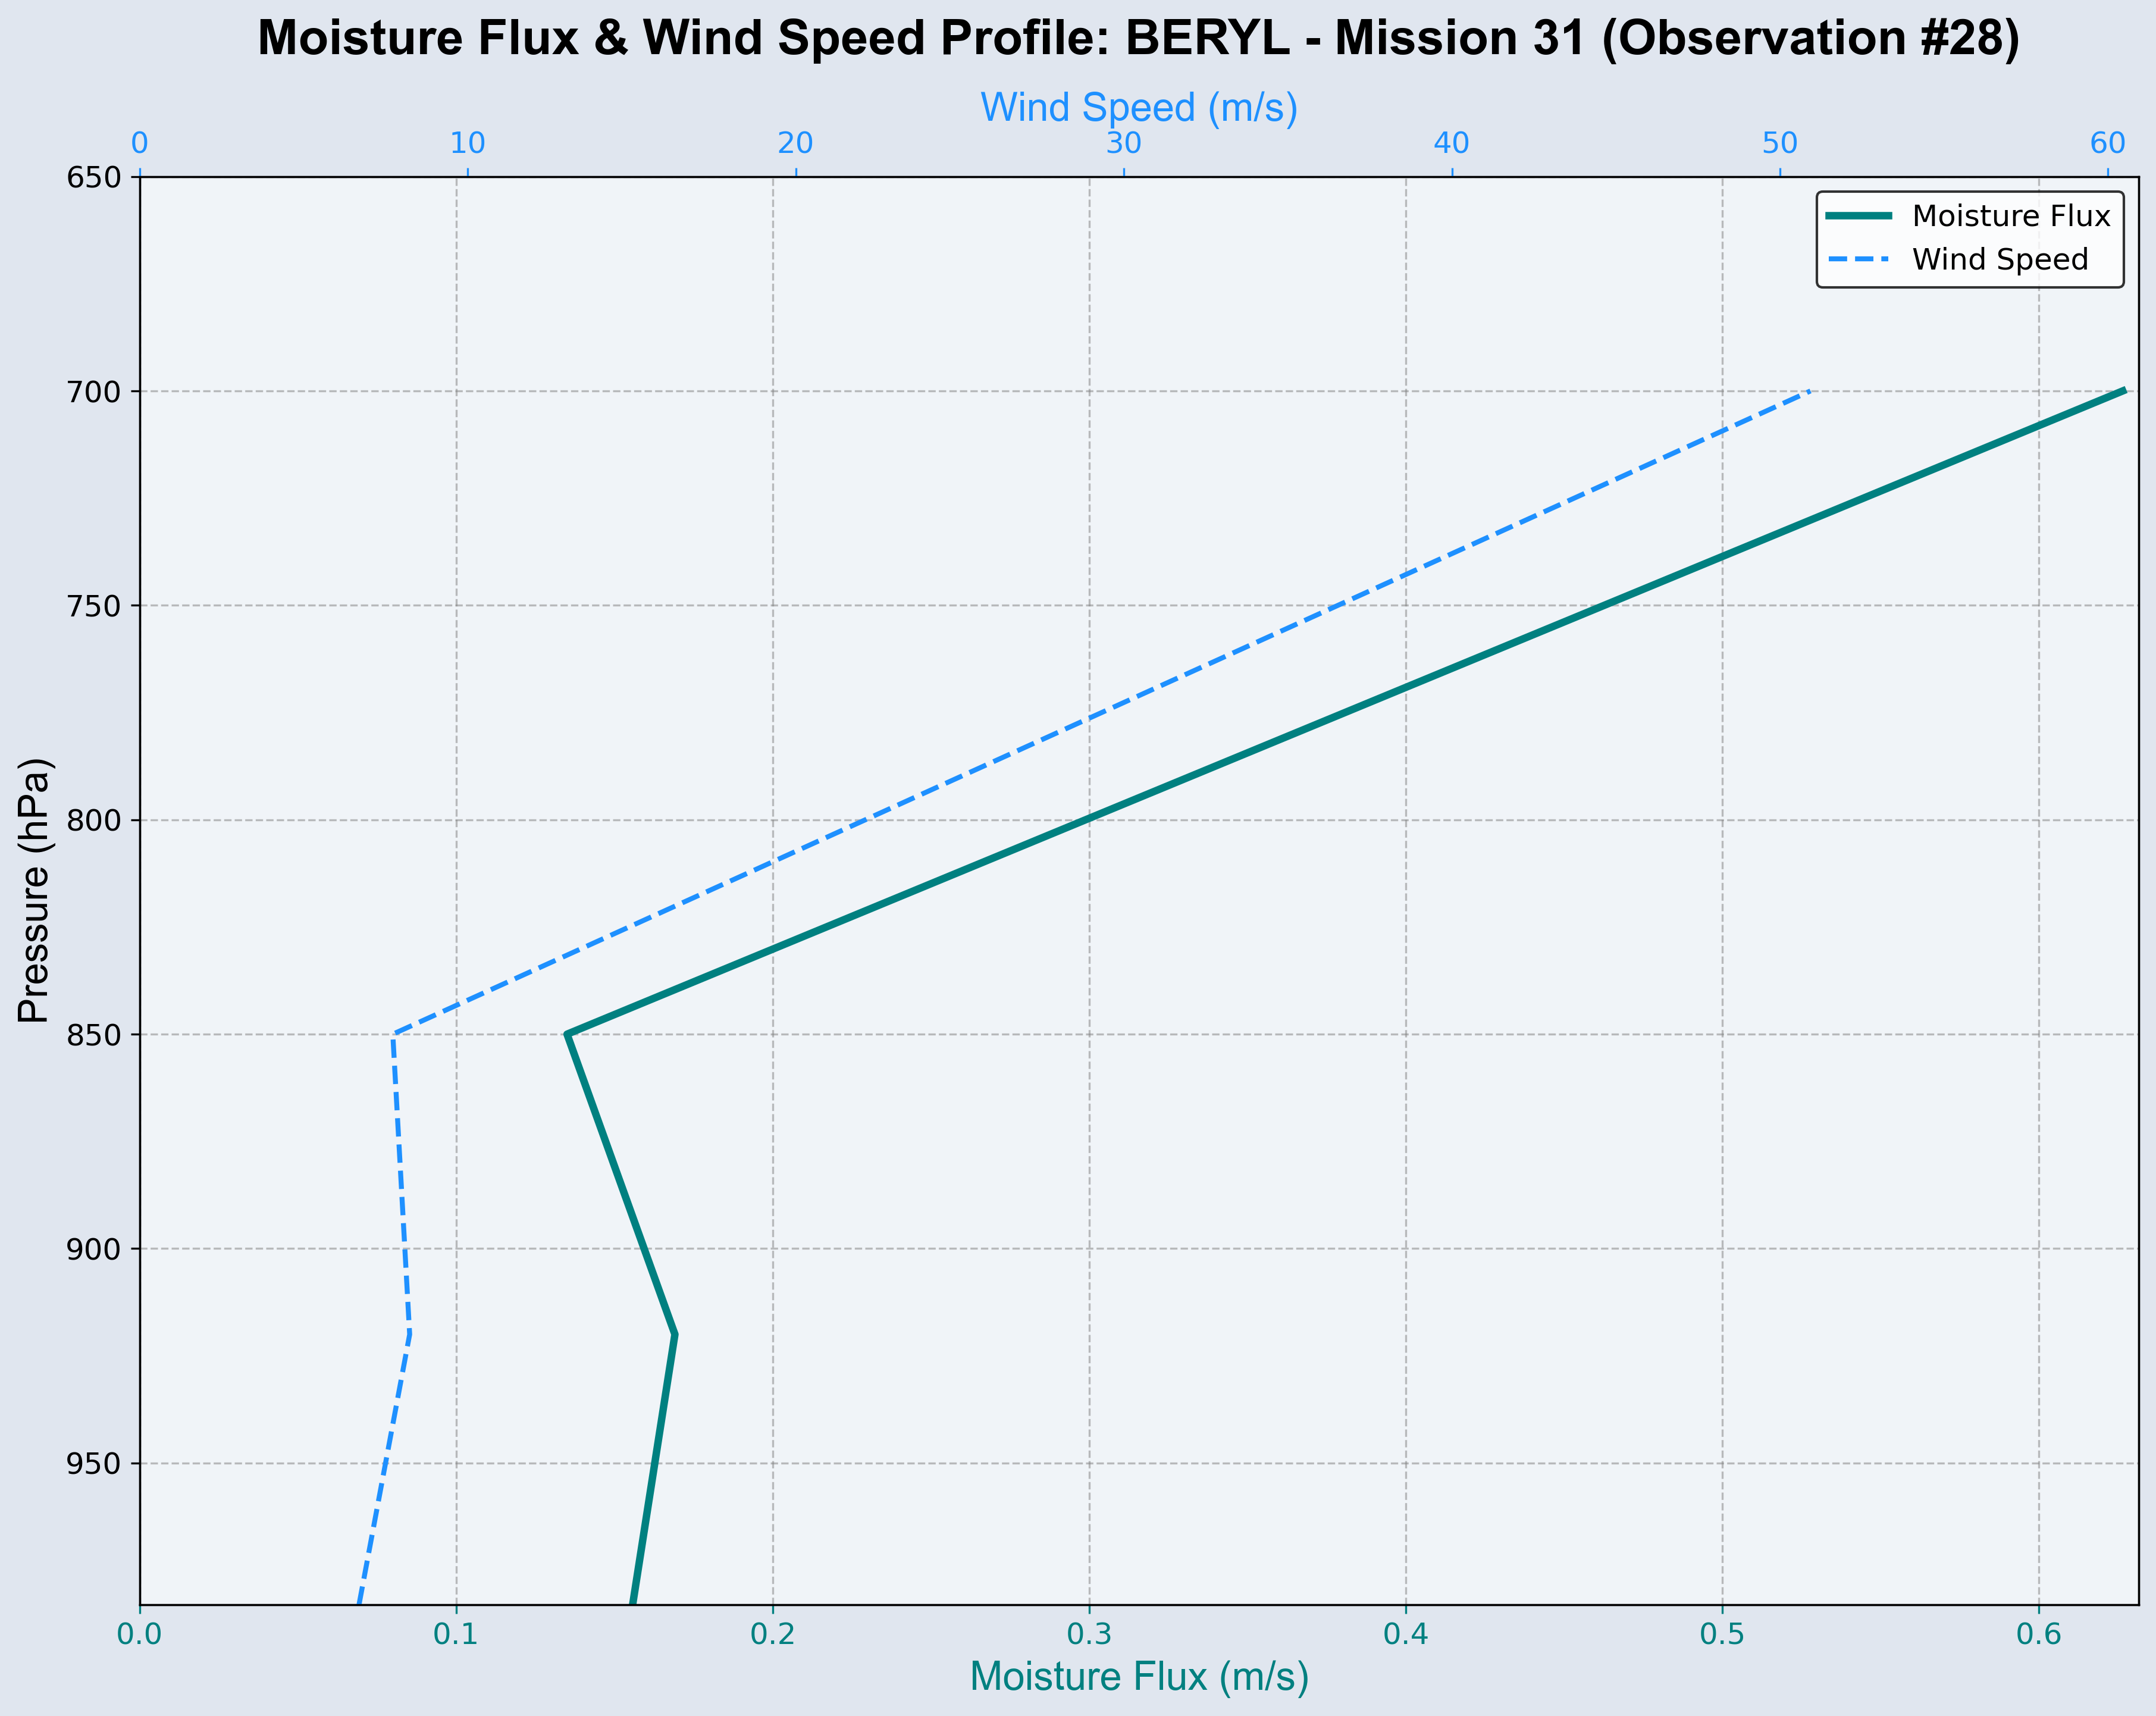 Moisture Flux & Wind Speed Profile: BERYL - Mission 31 (Observation #28)
Wind Speed (m/s)
0 10 20 30 40 50 60
Moisture Flux
Wind Speed
Pressure (hPa)
650
700
750
800
850
900
950
0.0 0.1 0.2 0.3 0.4 0.5 0.6
Moisture Flux (m/s)